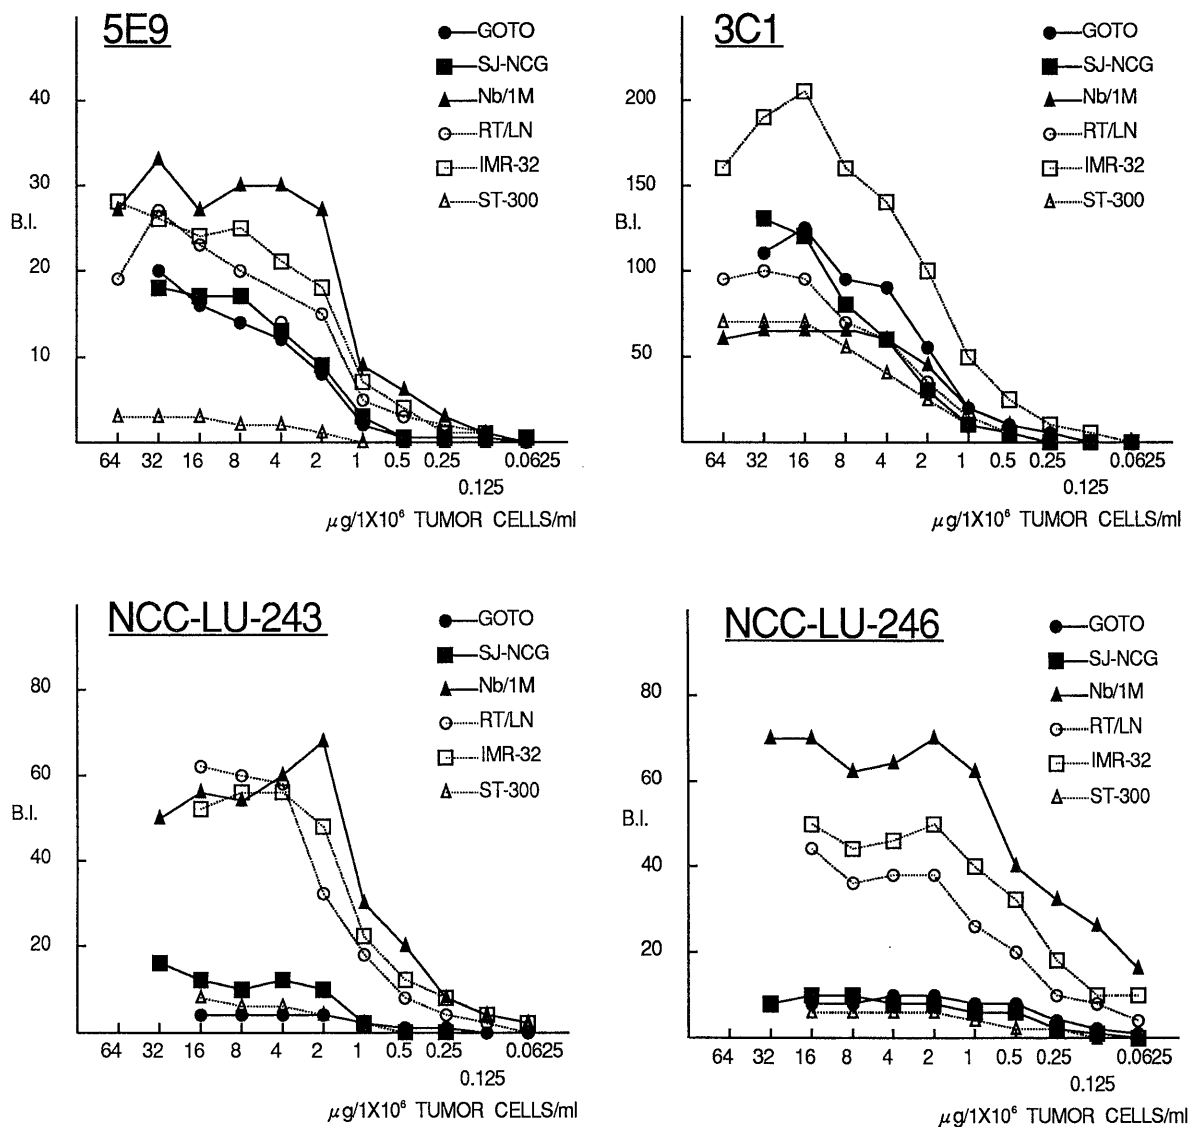 5E9
GOTO
SJ-NCG
Nb/1M
RT/LN
IMR-32
ST-300
40
30
B.I.
20
10
64 32 16 8 4 2 1 0.5 0.25 0.0625
0.125
μg/1X10⁶ TUMOR CELLS/ml
3C1
GOTO
SJ-NCG
Nb/1M
RT/LN
IMR-32
ST-300
200
150
B.I.
100
50
64 32 16 8 4 2 1 0.5 0.25 0.0625
0.125
μg/1X10⁶ TUMOR CELLS/ml
NCC-LU-243
GOTO
SJ-NCG
Nb/1M
RT/LN
IMR-32
ST-300
80
60
B.I.
40
20
64 32 16 8 4 2 1 0.5 0.25 0.0625
0.125
μg/1X10⁶ TUMOR CELLS/ml
NCC-LU-246
GOTO
SJ-NCG
Nb/1M
RT/LN
IMR-32
ST-300
80
60
B.I.
40
20
64 32 16 8 4 2 1 0.5 0.25 0.0625
0.125
μg/1X10⁶ TUMOR CELLS/ml